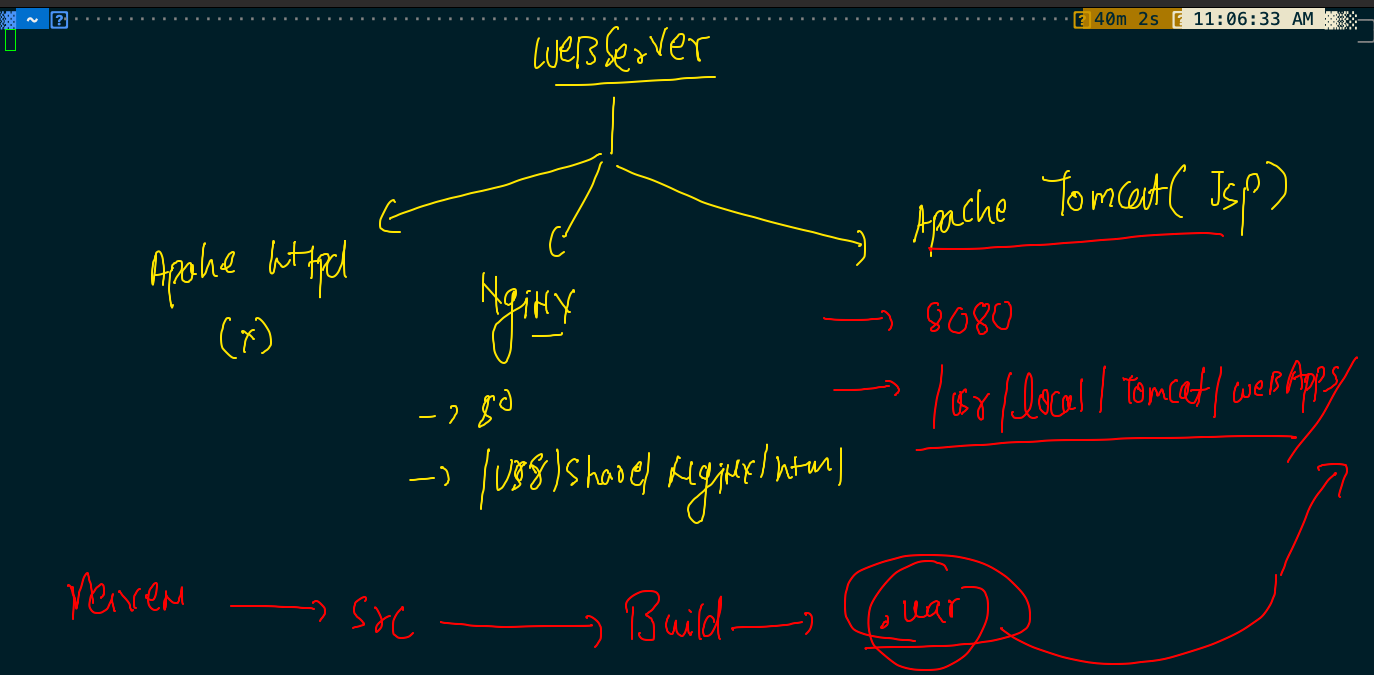 ~ 40m 2s 11:06:33 AM
WEBServer
Apache Tomcat( Jsp)
Apache httpd
(x)
NgiNX
→ 8080
→ /usr/local/tomcat/webApps/
→ 80
→ /usr/share/NgiNX/html
Maven → Src → Build → .war